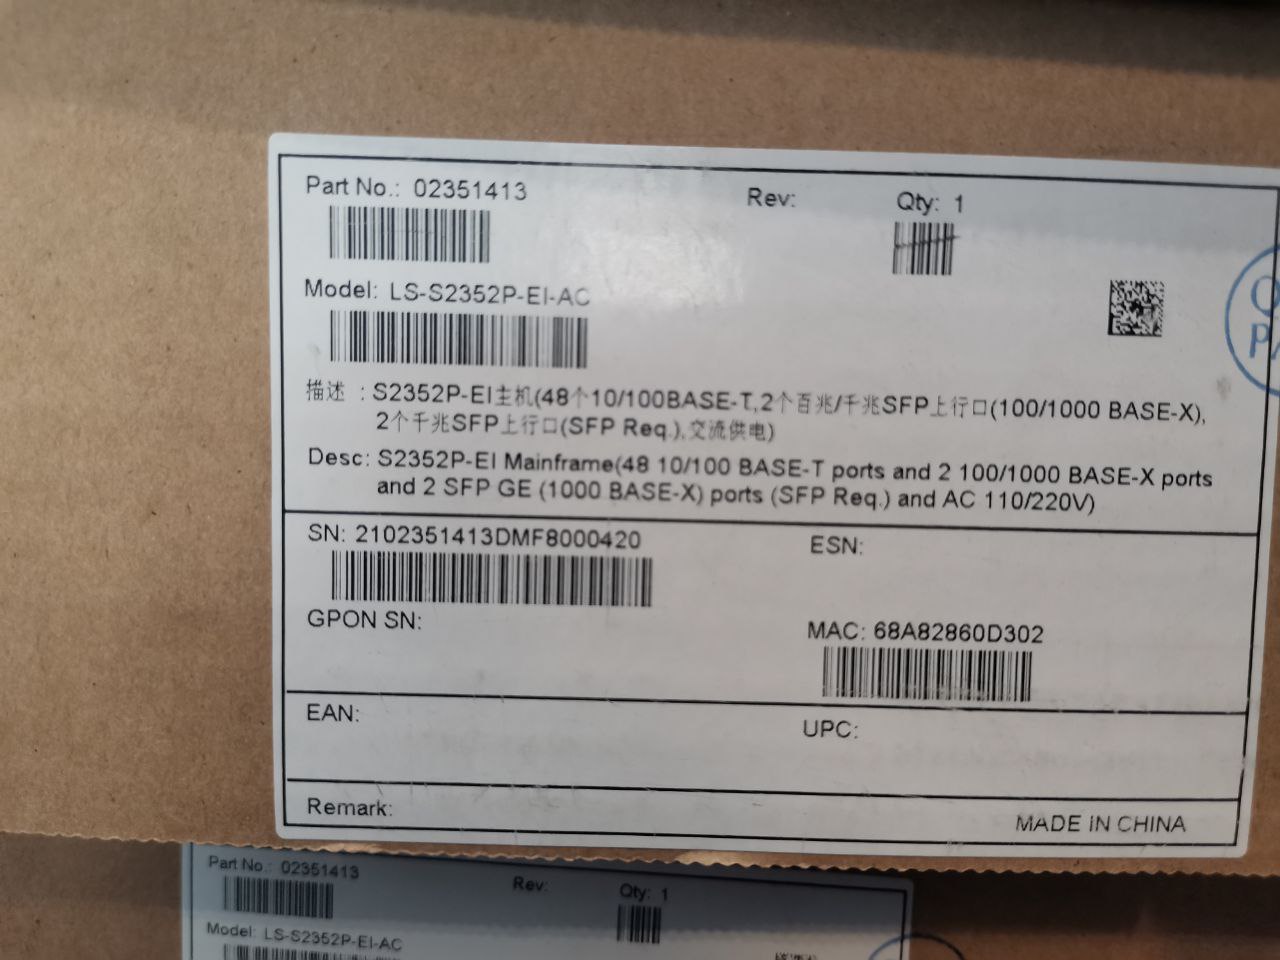 Part No.: 02351413 Rev: Qty: 1
Model: LS-S2352P-EI-AC
描述 : S2352P-EI主机(48个10/100BASE-T,2个百兆/千兆SFP上行口(100/1000 BASE-X),
2个千兆SFP上行口(SFP Req.),交流供电)
Desc: S2352P-EI Mainframe(48 10/100 BASE-T ports and 2 100/1000 BASE-X ports
and 2 SFP GE (1000 BASE-X) ports (SFP Req.) and AC 110/220V)
SN: 2102351413DMF8000420 ESN:
GPON SN:
MAC: 68A82860D302
EAN:
UPC:
Remark:
MADE IN CHINA
Part No.: 02351413 Rev: Qty: 1
Model: LS-S2352P-EI-AC